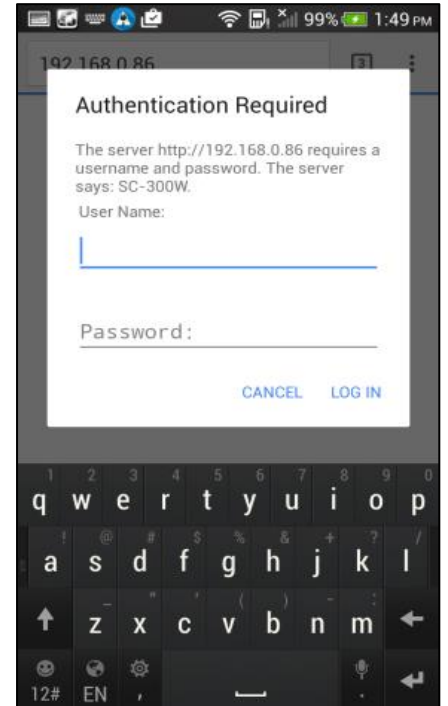 99% 1:49 PM
192.168.0.86 3
Authentication Required
The server http://192.168.0.86 requires a
username and password. The server
says: SC-300W.
User Name:
Password:
CANCEL LOG IN
1 2 3 4 5 6 7 8 9 0
q w e r t y u i o p
! @ # $ % & + ? /
a s d f g h j k l
_ " ' ( ) - :
z x c v b n m
12# EN , .